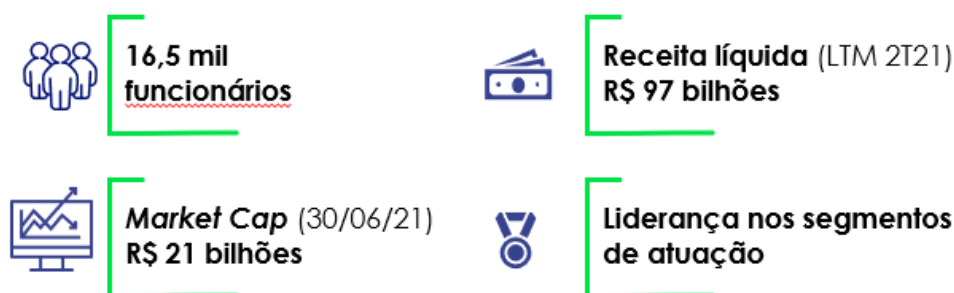 16,5 mil
funcionários
Receita líquida (LTM 2T21)
R$ 97 bilhões
Market Cap (30/06/21)
R$ 21 bilhões
Liderança nos segmentos
de atuação